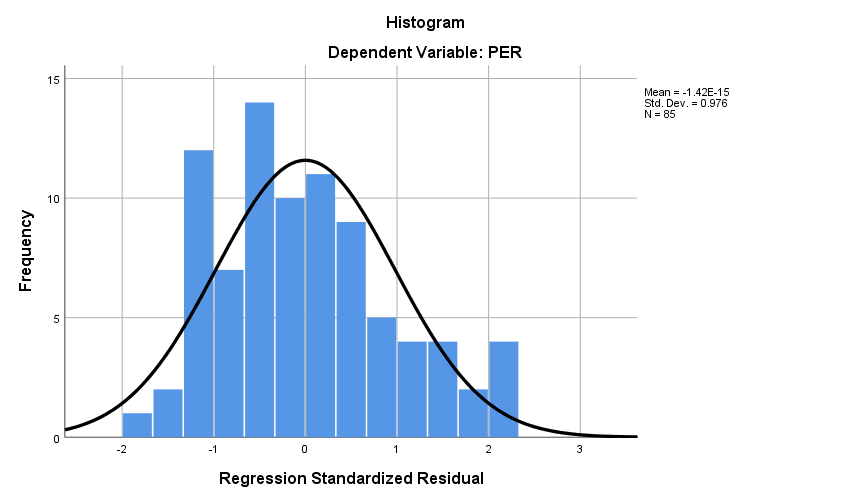 Histogram
Dependent Variable: PER
Mean = -1.42E-15
Std. Dev. = 0.976
N = 85
Frequency
15
10
5
0
-2 -1 0 1 2 3
Regression Standardized Residual